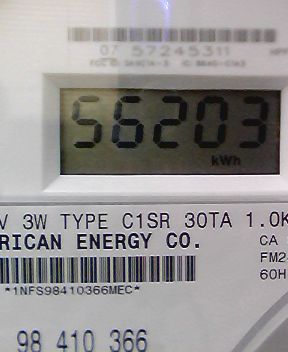 07 57245311
56203
kWh
V 3W TYPE C1SR 30TA 1.0K
RICAN ENERGY CO.
CA
FM2
60H
*1NFS98410366MEC*
98 410 366